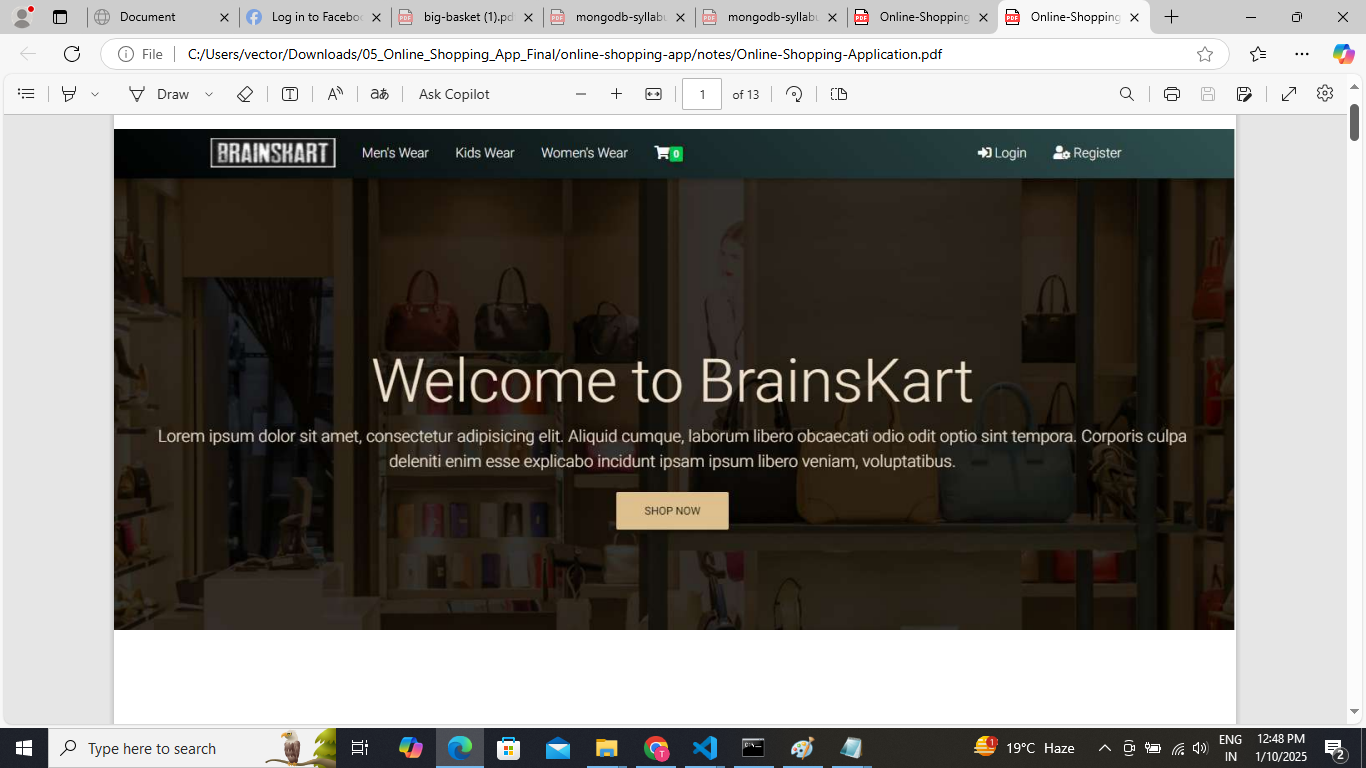 Document
Log in to Faceboo
big-basket (1).pd
mongodb-syllabu
mongodb-syllabu
Online-Shopping
Online-Shopping
File
C:/Users/vector/Downloads/05_Online_Shopping_App_Final/online-shopping-app/notes/Online-Shopping-Application.pdf
Draw
aあ
Ask Copilot
1 of 13
BRAINSKART Men's Wear Kids Wear Women's Wear 0 Login Register
Welcome to BrainsKart
Lorem ipsum dolor sit amet, consectetur adipisicing elit. Aliquid cumque, laborum libero obcaecati odio odit optio sint tempora. Corporis culpa
deleniti enim esse explicabo incidunt ipsam ipsum libero veniam, voluptatibus.
SHOP NOW
Type here to search
1
19°C Haze
ENG
IN
12:48 PM
1/10/2025
2